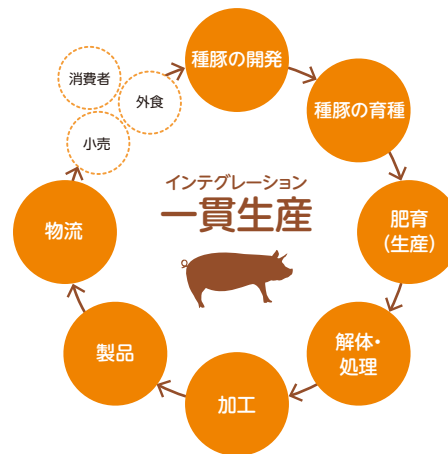 種豚の開発
種豚の育種
肥育
(生産)
解体・
処理
加工
製品
物流
小売
外食
消費者
インテグレーション
一貫生産